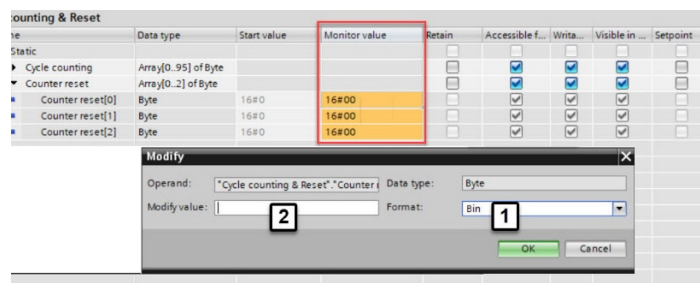 ounting & Reset
ne Data type Start value Monitor value Retain Accessible f... Writa... Visible in ... Setpoint
Static
Cycle counting Array[0..95] of Byte
Counter reset Array[0..2] of Byte
Counter reset[0] Byte 16#0 16#00
Counter reset[1] Byte 16#0 16#00
Counter reset[2] Byte 16#0 16#00
Modify X
Operand: "Cycle counting & Reset"."Counter r Data type: Byte
Modify value: 2 Format: Bin 1
OK Cancel